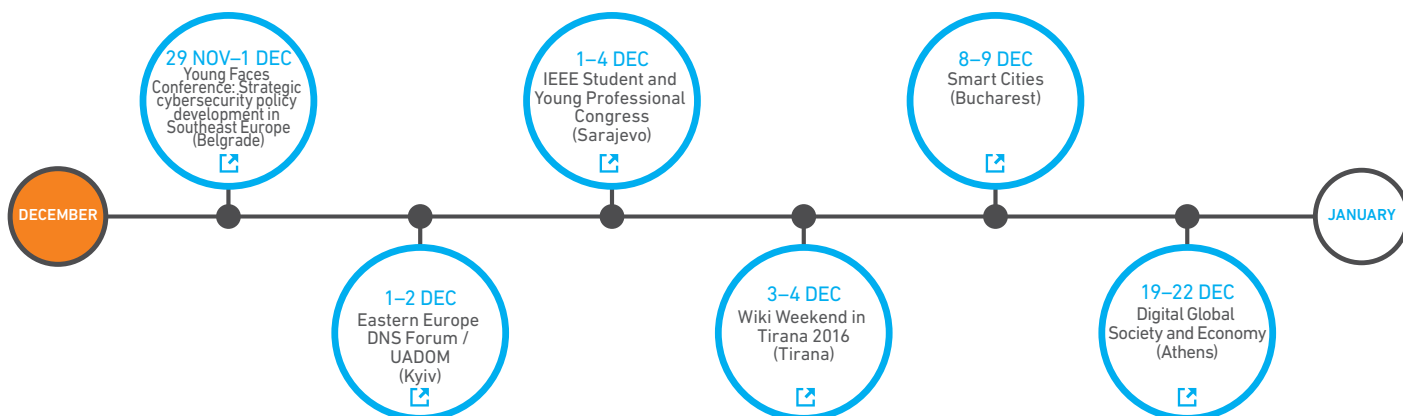 DECEMBER
29 NOV–1 DEC
Young Faces
Conference: Strategic
cybersecurity policy
development in
Southeast Europe
(Belgrade)
1–2 DEC
Eastern Europe
DNS Forum /
UADOM
(Kyiv)
1–4 DEC
IEEE Student and
Young Professional
Congress
(Sarajevo)
3–4 DEC
Wiki Weekend in
Tirana 2016
(Tirana)
8–9 DEC
Smart Cities
(Bucharest)
19–22 DEC
Digital Global
Society and Economy
(Athens)
JANUARY